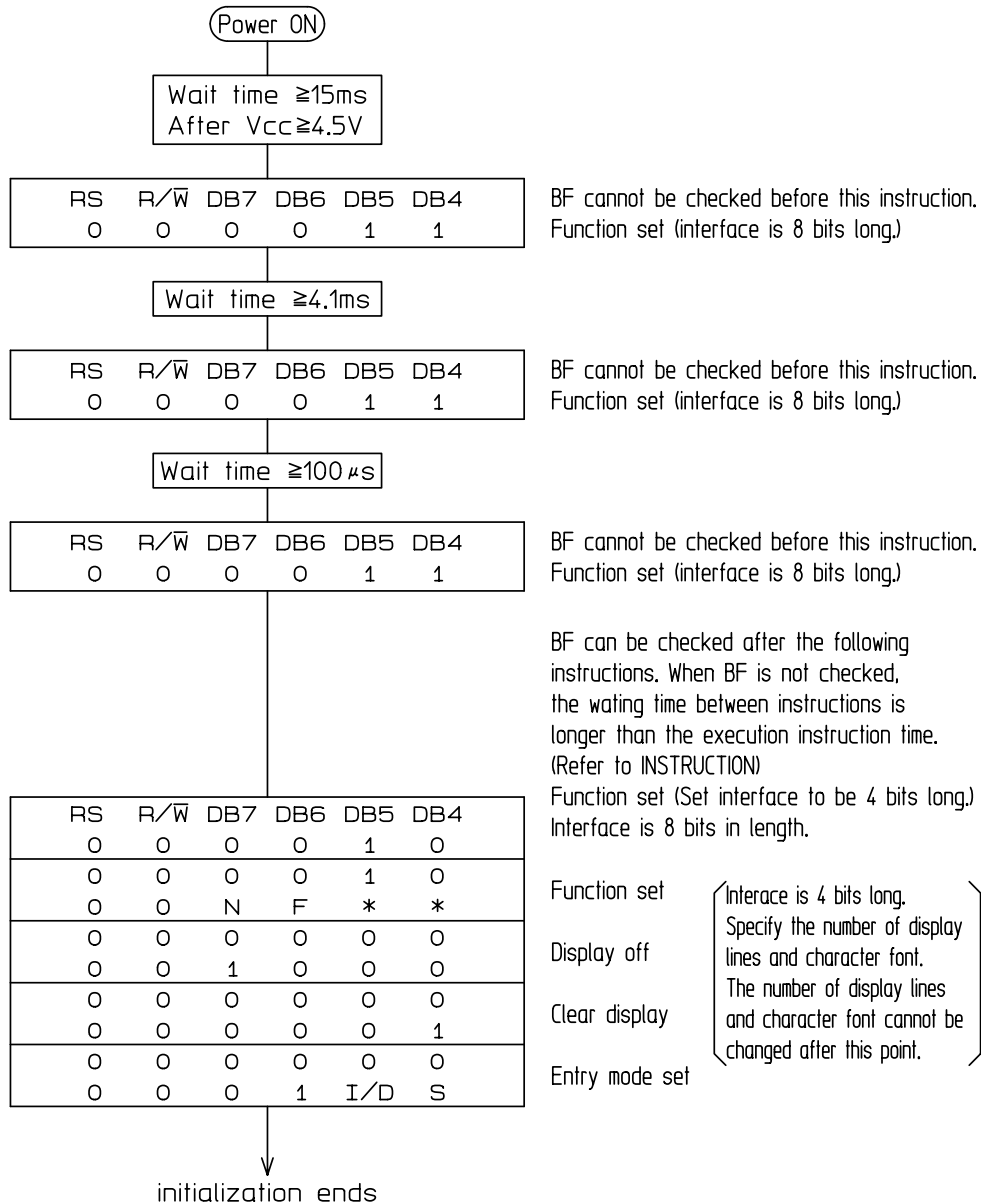 Power ON
Wait time ≧15ms
After Vcc≧4.5V
RS R/W̅ DB7 DB6 DB5 DB4
0 0 0 0 1 1
BF cannot be checked before this instruction.
Function set (interface is 8 bits long.)
Wait time ≧4.1ms
RS R/W̅ DB7 DB6 DB5 DB4
0 0 0 0 1 1
BF cannot be checked before this instruction.
Function set (interface is 8 bits long.)
Wait time ≧100μs
RS R/W̅ DB7 DB6 DB5 DB4
0 0 0 0 1 1
BF cannot be checked before this instruction.
Function set (interface is 8 bits long.)
BF can be checked after the following
instructions. When BF is not checked,
the wating time between instructions is
longer than the execution instruction time.
(Refer to INSTRUCTION)
Function set (Set interface to be 4 bits long.)
Interface is 8 bits in length.
RS R/W̅ DB7 DB6 DB5 DB4
0 0 0 0 1 0
0 0 0 0 1 0
0 0 N F * *
0 0 0 0 0 0
0 0 1 0 0 0
0 0 0 0 0 0
0 0 0 0 0 1
0 0 0 0 0 0
0 0 0 1 I/D S
Function set
Display off
Clear display
Entry mode set
Interace is 4 bits long.
Specify the number of display
lines and character font.
The number of display lines
and character font cannot be
changed after this point.
initialization ends